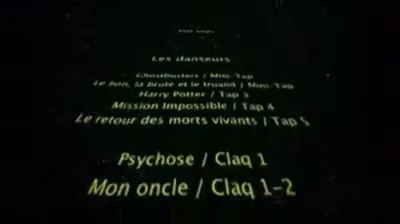 Les danseurs
Ghostbusters / Mini-Tap
Le bon, la brute et le truand / Mini-Tap
Harry Potter / Tap 3
Mission Impossible / Tap 4
Le retour des morts vivants / Tap 5
Psychose / Claq 1
Mon oncle / Claq 1-2